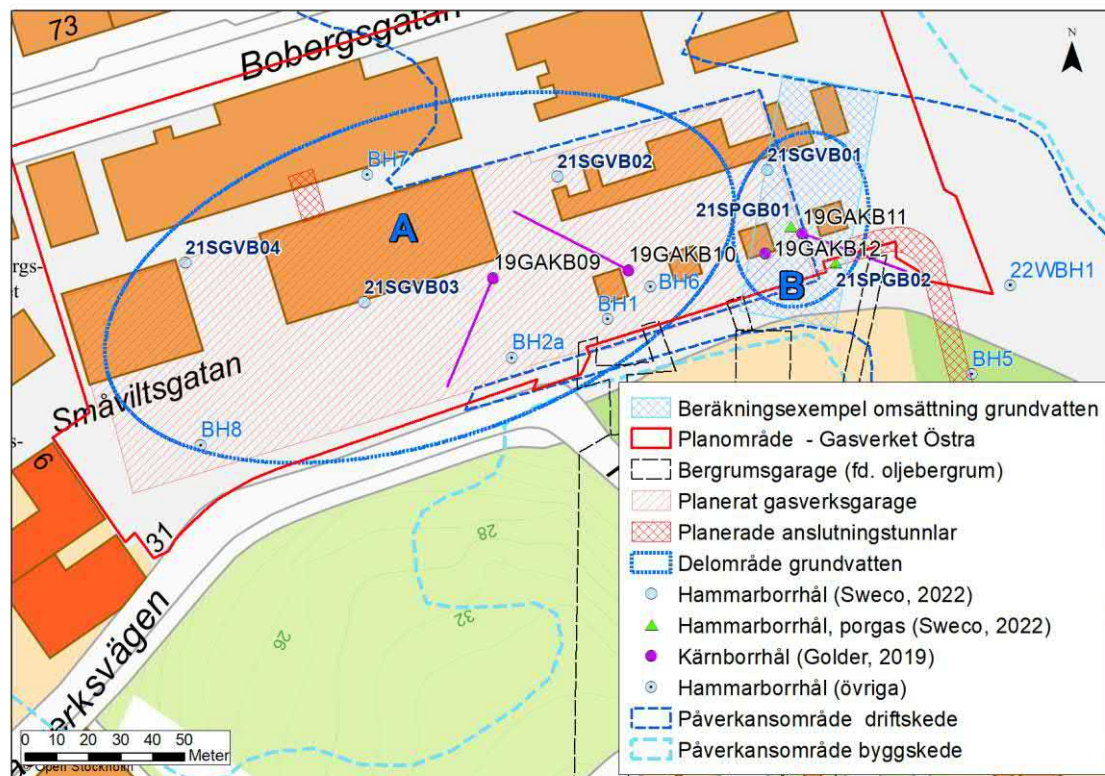 73
Bobergsgatan
N
BH7
21SGVB02
21SGVB01
A
21SPGB01
19GAKB11
21SGVB04
19GAKB10
19GAKB12
19GAKB09
B
21SPGB02
22WBH1
21SGVB03
BH6
BH1
BH2a
BH5
Småviltsgatan
BH8
6
31
28
32
26
erksvägen
Beräkningsexempel omsättning grundvatten
Planområde - Gasverket Östra
Bergrumsgarage (fd. oljebergrum)
Planerat gasverksgarage
Planerade anslutningstunnlar
Delområde grundvatten
Hammarborrhål (Sweco, 2022)
Hammarborrhål, porgas (Sweco, 2022)
Kärnborrhål (Golder, 2019)
Hammarborrhål (övriga)
Påverkansområde driftskede
Påverkansområde byggskede
0 10 20 30 40 50
Meter
© Open Stockholm